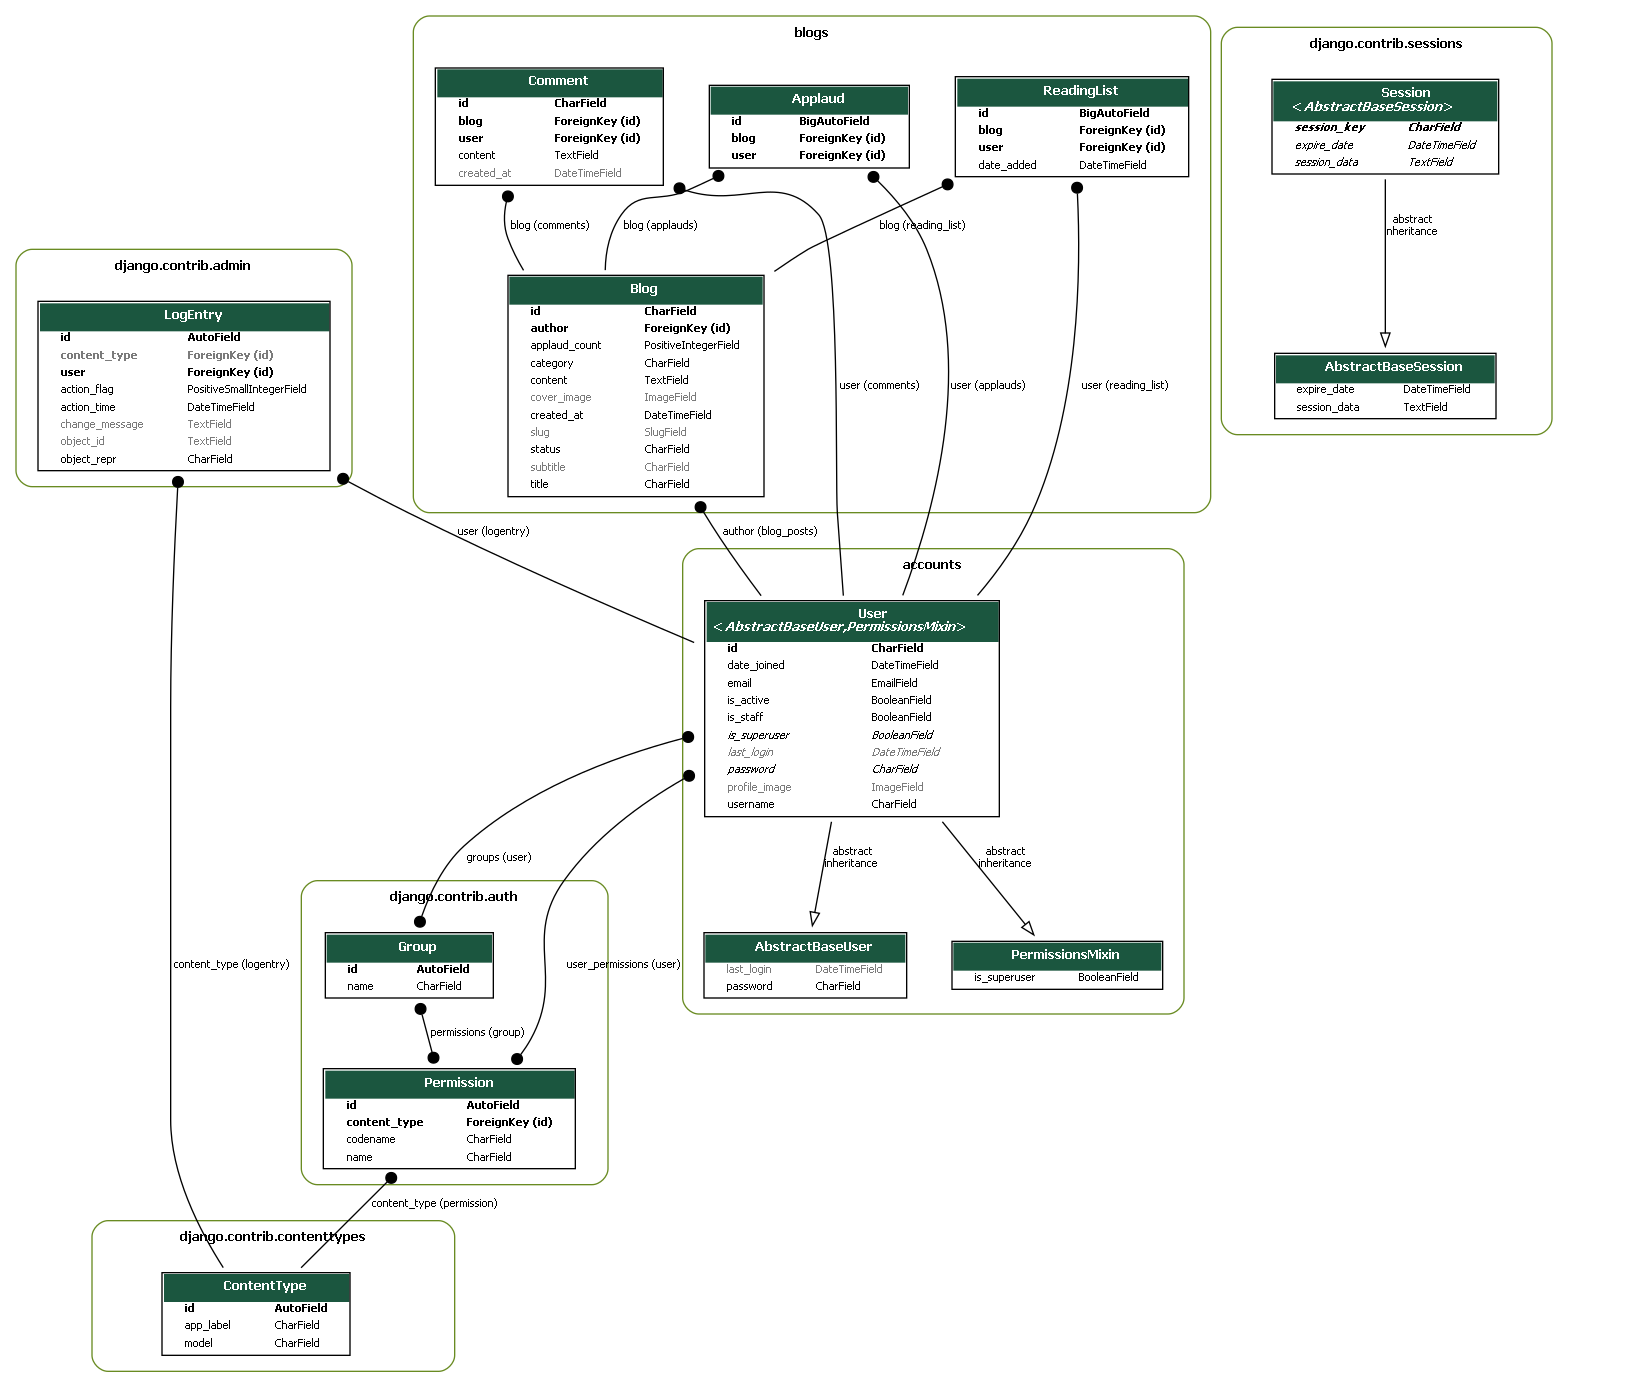 blogs
Comment
id CharField
blog ForeignKey (id)
user ForeignKey (id)
content TextField
created_at DateTimeField
Applaud
id BigAutoField
blog ForeignKey (id)
user ForeignKey (id)
ReadingList
id BigAutoField
blog ForeignKey (id)
user ForeignKey (id)
date_added DateTimeField
blog (comments)
blog (applauds)
blog (reading_list)
Blog
id CharField
author ForeignKey (id)
applaud_count PositiveIntegerField
category CharField
content TextField
cover_image ImageField
created_at DateTimeField
slug SlugField
status CharField
subtitle CharField
title CharField
user (comments)
user (applauds)
user (reading_list)
django.contrib.sessions
Session
<AbstractBaseSession>
session_key CharField
expire_date DateTimeField
session_data TextField
abstract
inheritance
AbstractBaseSession
expire_date DateTimeField
session_data TextField
django.contrib.admin
LogEntry
id AutoField
content_type ForeignKey (id)
user ForeignKey (id)
action_flag PositiveSmallIntegerField
action_time DateTimeField
change_message TextField
object_id TextField
object_repr CharField
user (logentry)
author (blog_posts)
accounts
User
<AbstractBaseUser,PermissionsMixin>
id CharField
date_joined DateTimeField
email EmailField
is_active BooleanField
is_staff BooleanField
is_superuser BooleanField
last_login DateTimeField
password CharField
profile_image ImageField
username CharField
abstract
inheritance
abstract
inheritance
AbstractBaseUser
last_login DateTimeField
password CharField
PermissionsMixin
is_superuser BooleanField
groups (user)
django.contrib.auth
Group
id AutoField
name CharField
content_type (logentry)
user_permissions (user)
permissions (group)
Permission
id AutoField
content_type ForeignKey (id)
codename CharField
name CharField
content_type (permission)
django.contrib.contenttypes
ContentType
id AutoField
app_label CharField
model CharField